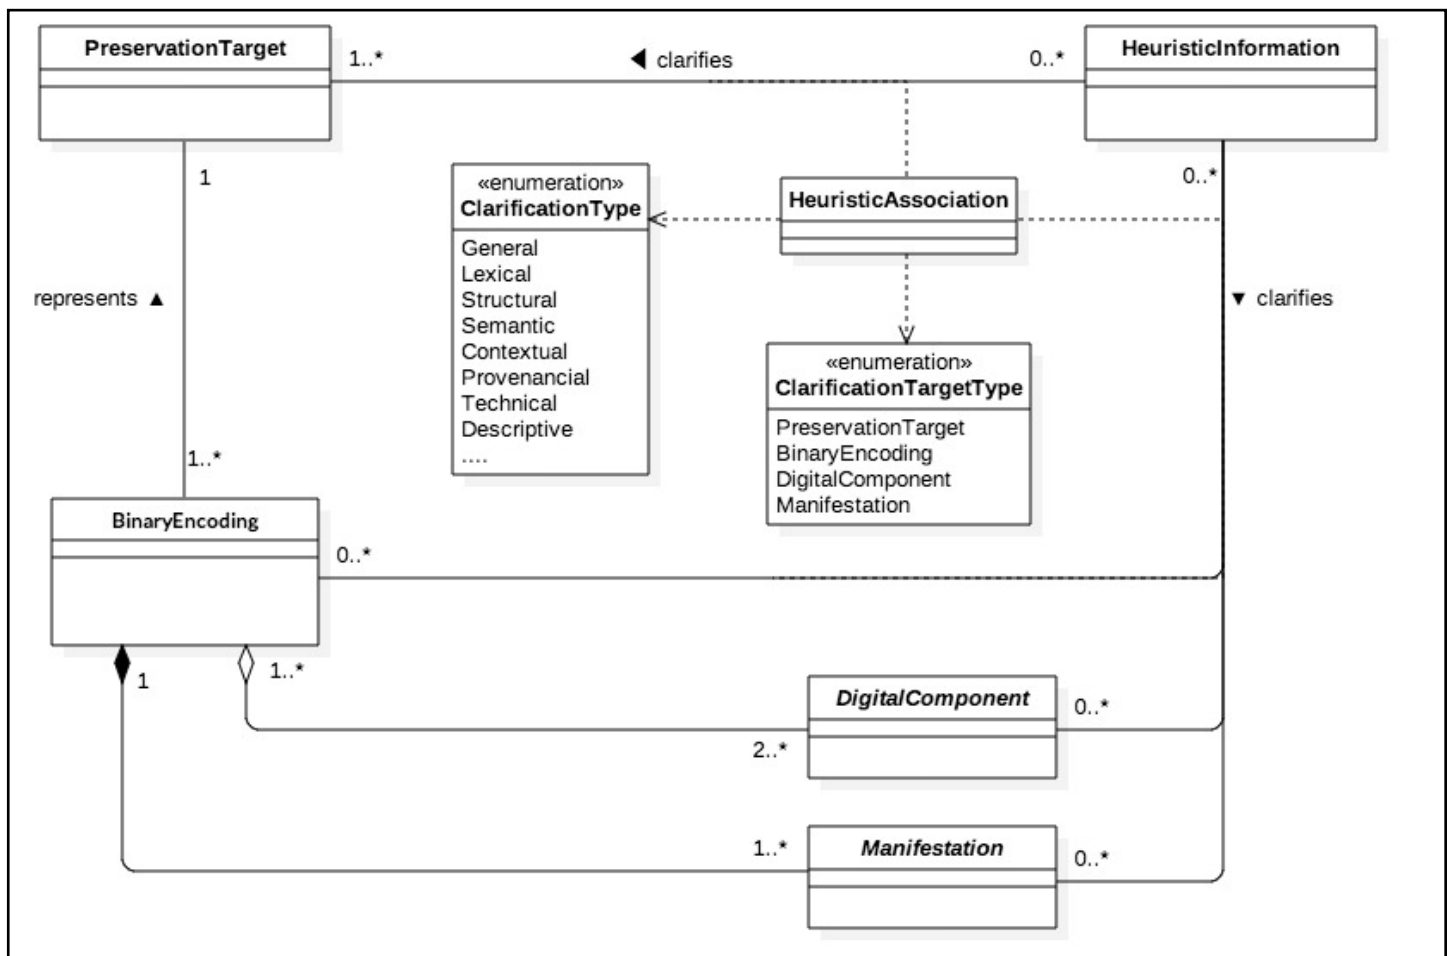 PreservationTarget
1..*
◀ clarifies
0..*
HeuristicInformation
1
0..*
«enumeration»
ClarificationType
General
Lexical
Structural
Semantic
Contextual
Provenancial
Technical
Descriptive
....
HeuristicAssociation
represents ▲
▼ clarifies
«enumeration»
ClarificationTargetType
PreservationTarget
BinaryEncoding
DigitalComponent
Manifestation
1..*
BinaryEncoding
0..*
1
1..*
DigitalComponent
0..*
2..*
1..*
Manifestation
0..*